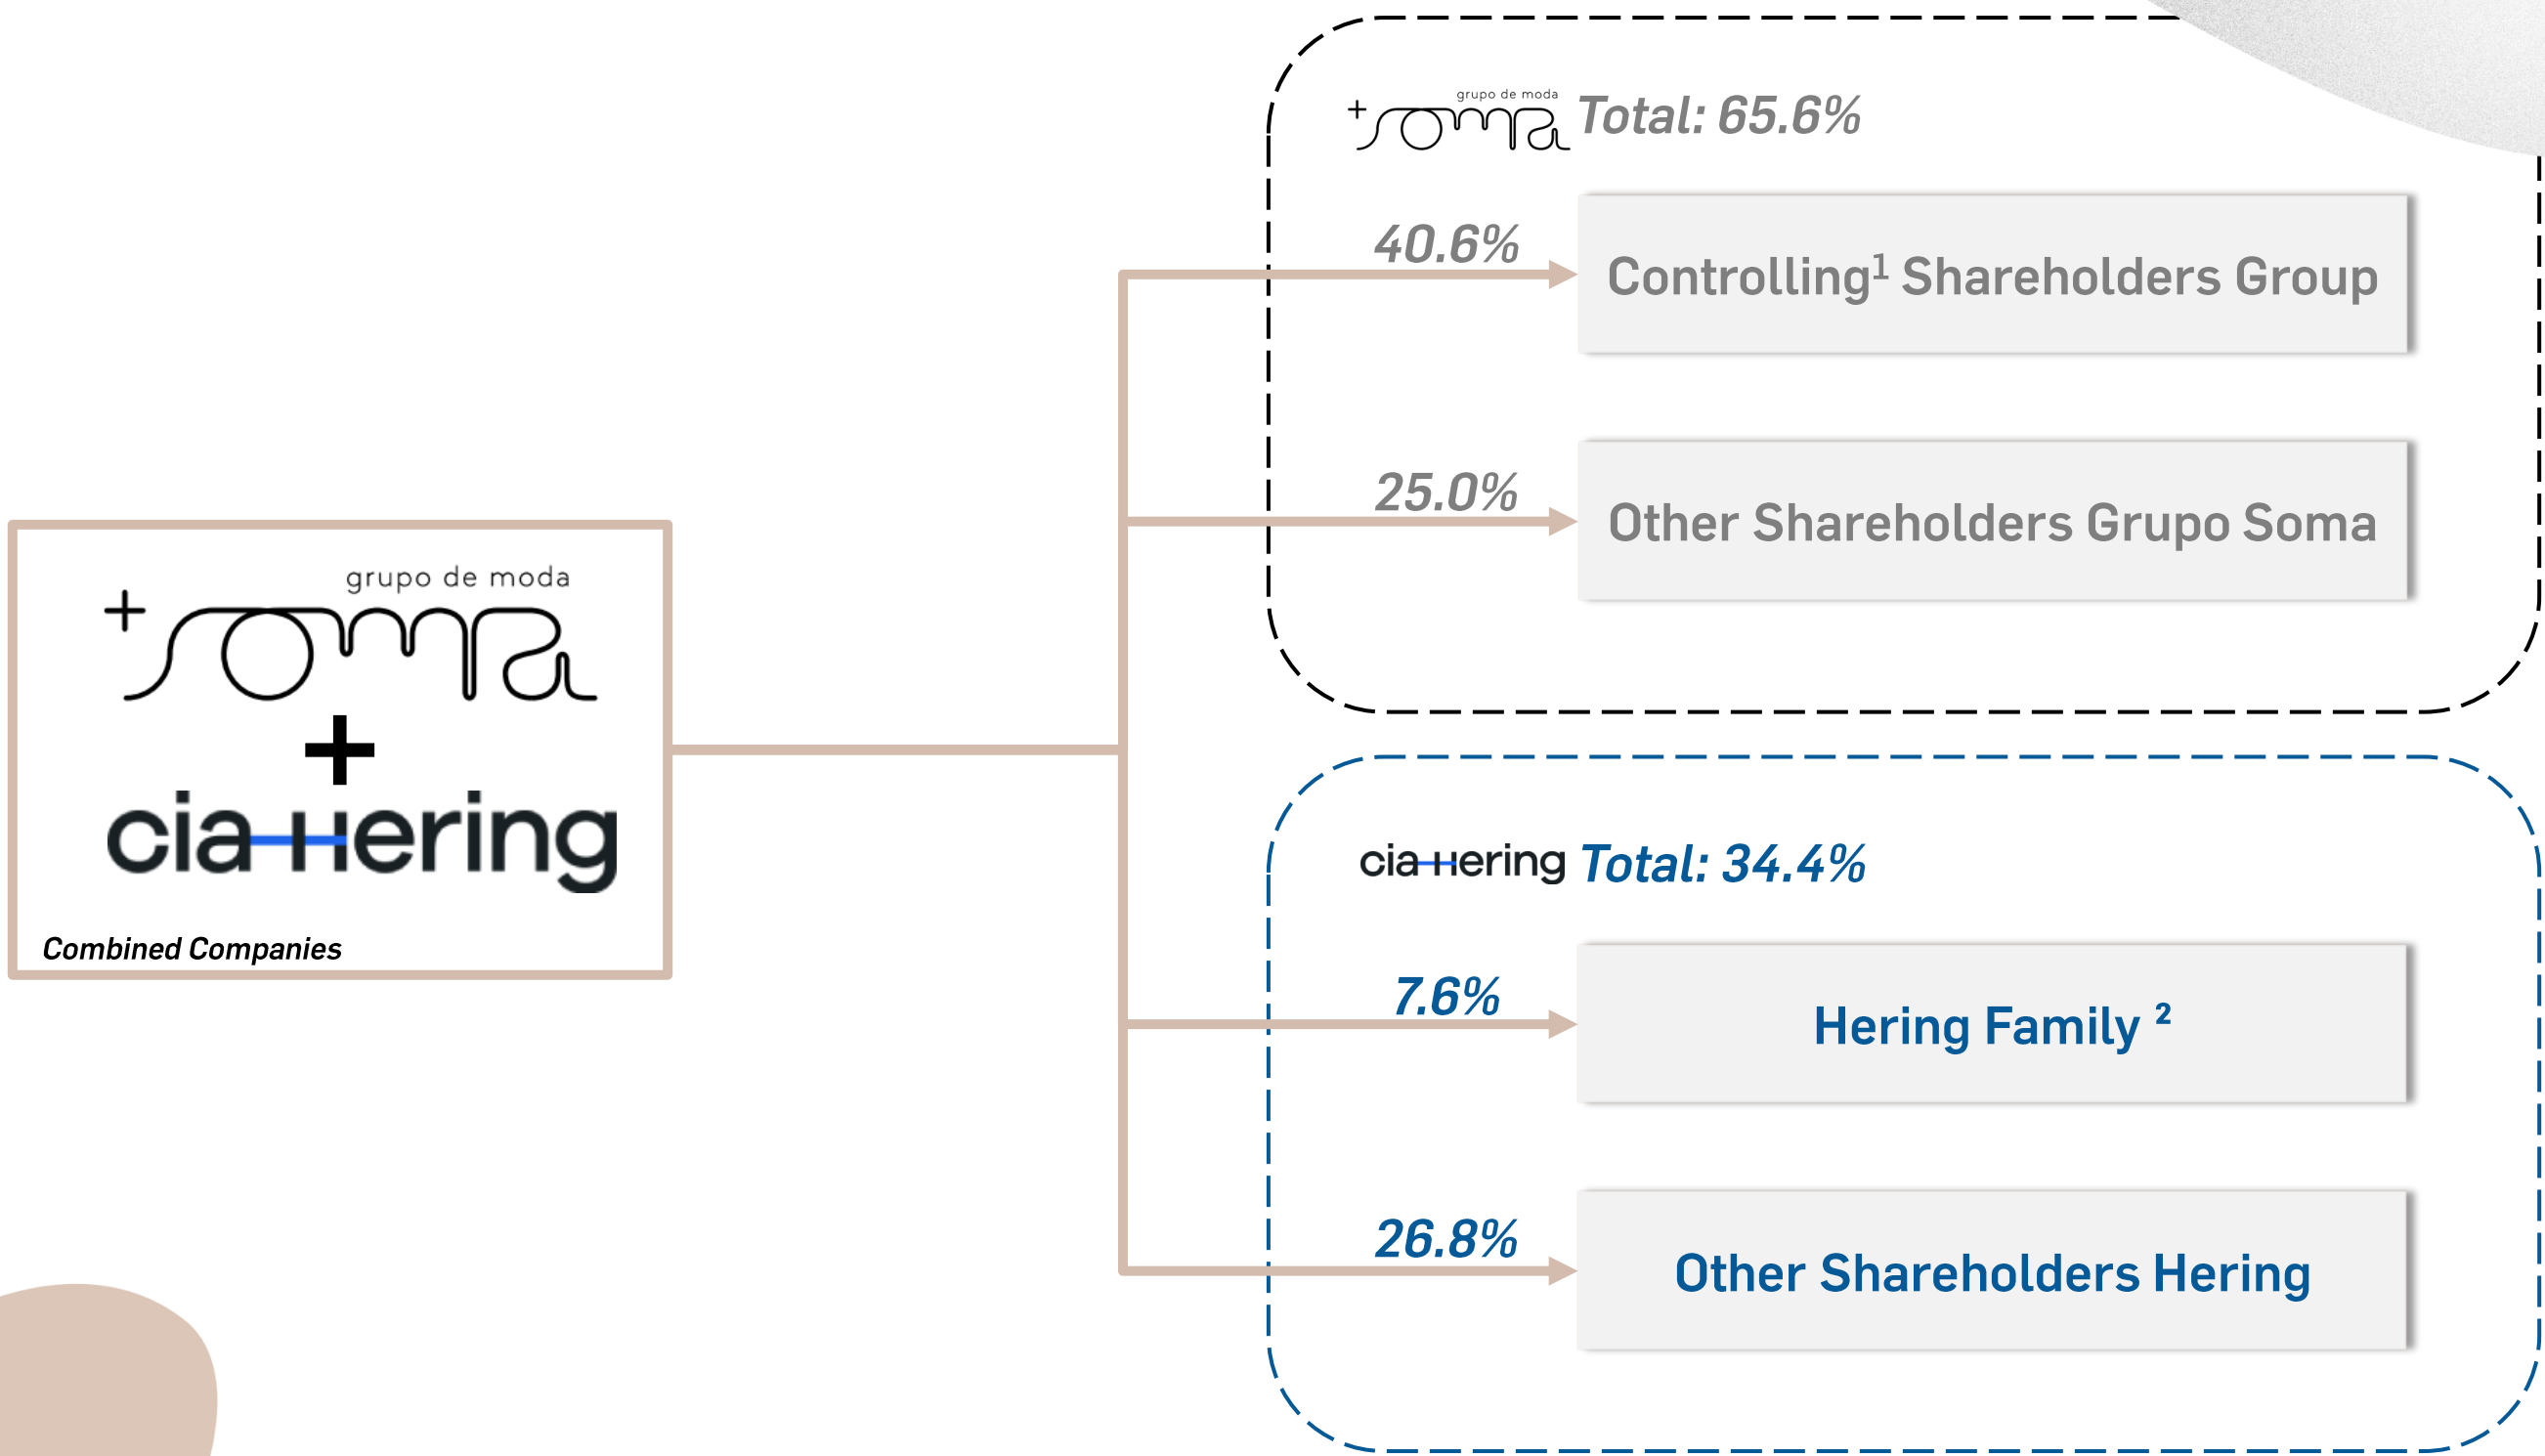 grupo de moda
+soma
+
cia Hering
Combined Companies
grupo de moda
+soma Total: 65.6%
40.6%
Controlling¹ Shareholders Group
25.0%
Other Shareholders Grupo Soma
cia Hering Total: 34.4%
7.6%
Hering Family ²
26.8%
Other Shareholders Hering